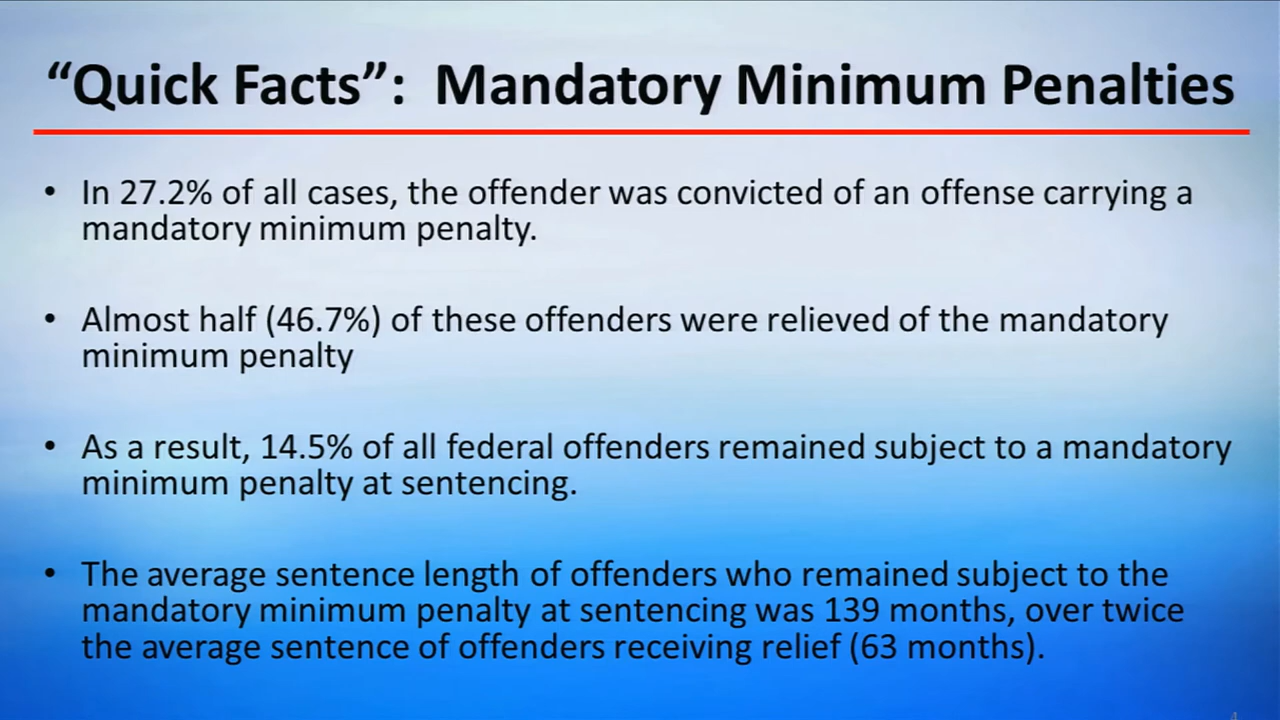 “Quick Facts”:  Mandatory Minimum Penalties
• In 27.2% of all cases, the offender was convicted of an offense carrying a
mandatory minimum penalty.
• Almost half (46.7%) of these offenders were relieved of the mandatory
minimum penalty
• As a result, 14.5% of all federal offenders remained subject to a mandatory
minimum penalty at sentencing.
• The average sentence length of offenders who remained subject to the
mandatory minimum penalty at sentencing was 139 months, over twice
the average sentence of offenders receiving relief (63 months).